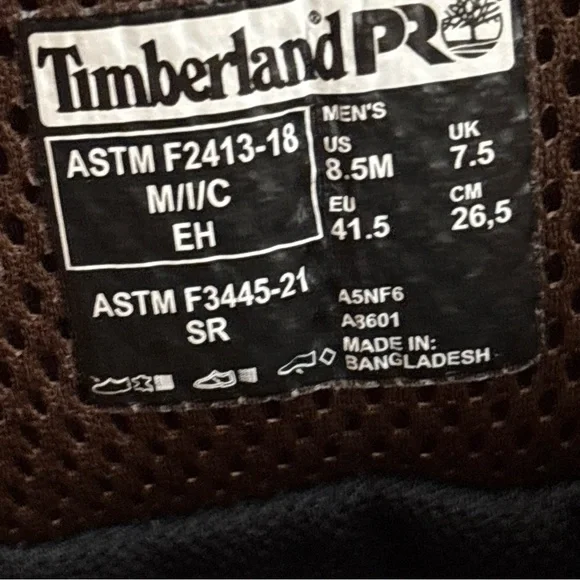 Timberland® PRO
ASTM F2413-18
M/I/C
EH
ASTM F3445-21
SR
MEN'S
US
8.5M
UK
7.5
EU
41.5
CM
26,5
A5NF6
A3601
MADE IN:
BANGLADESH